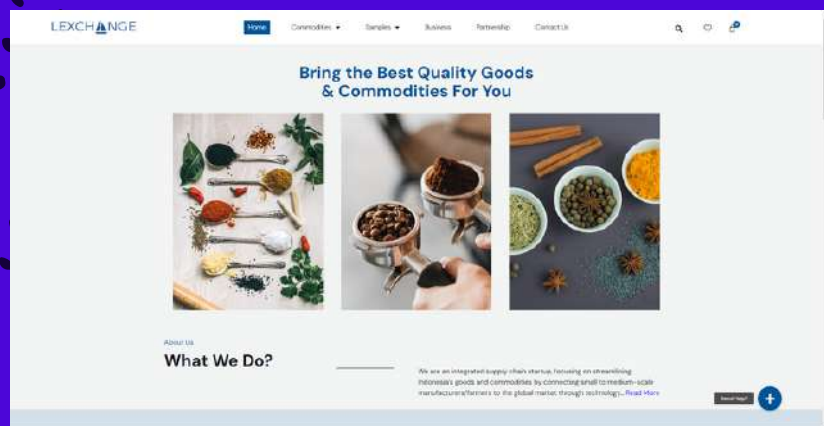 LEXCHANGE
Home Commodities Samples Business Partnership Contact Us
Bring the Best Quality Goods
& Commodities For You
About Us
What We Do?
We are an integrated supply chain startup, focusing on streamlining
Indonesia's goods and commodities by connecting small to medium-scale
manufacturers/farmers to the global market through technology... Read More
Need Help?